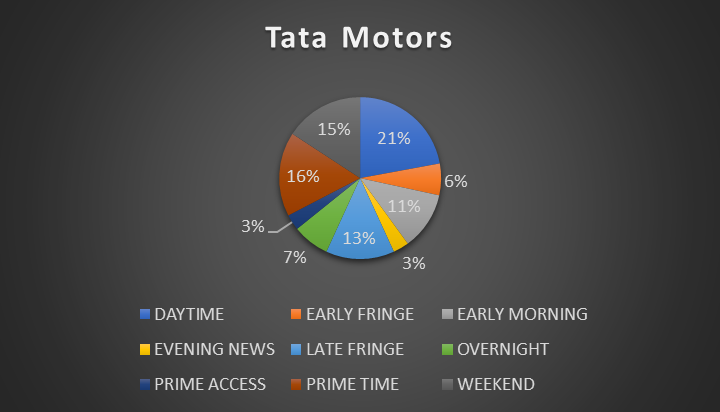 Tata Motors
15%
21%
16%
6%
11%
3%
13%
7%
3%
DAYTIME
EARLY FRINGE
EARLY MORNING
EVENING NEWS
LATE FRINGE
OVERNIGHT
PRIME ACCESS
PRIME TIME
WEEKEND